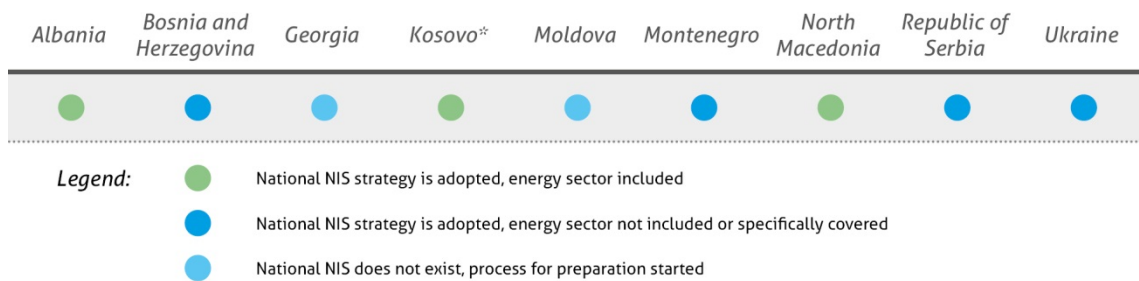 Albania
Bosnia and
Herzegovina
Georgia
Kosovo*
Moldova
Montenegro
North
Macedonia
Republic of
Serbia
Ukraine
Legend:
National NIS strategy is adopted, energy sector included
National NIS strategy is adopted, energy sector not included or specifically covered
National NIS does not exist, process for preparation started